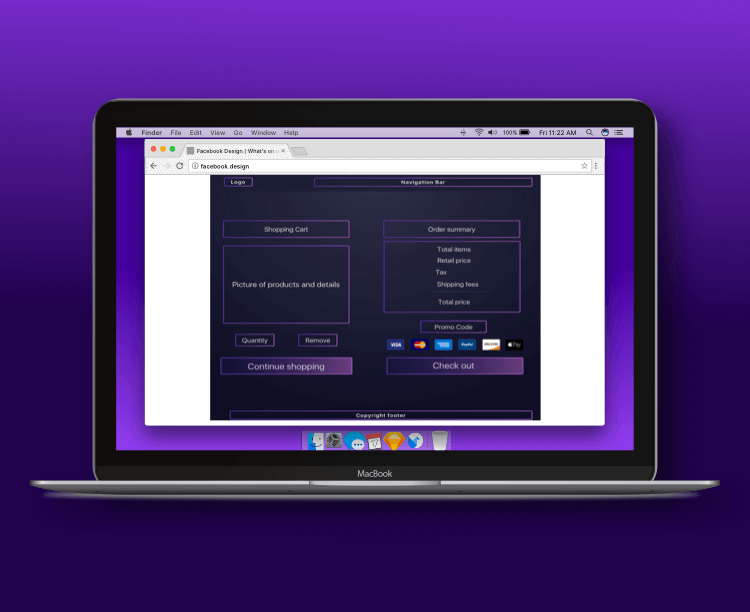 Finder File Edit View Go Window Help 100% Fri 11:22 AM
Facebook Design | What's on
facebook.design
Logo Navigation Bar
Shopping Cart Order summary
Picture of products and details
Total items
Retail price
Tax
Shipping fees
Total price
Quantity Remove
Promo Code
VISA PayPal DISCOVER Pay
Continue shopping Check out
Copyright footer
17
MacBook